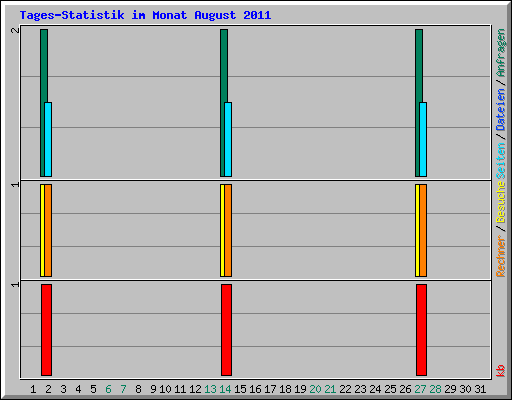 Tages-Statistik im Monat August 2011
2
1
1
Rechner / Besuche Seiten / Dateien / Anfragen
kb
1 2 3 4 5 6 7 8 9 10 11 12 13 14 15 16 17 18 19 20 21 22 23 24 25 26 27 28 29 30 31